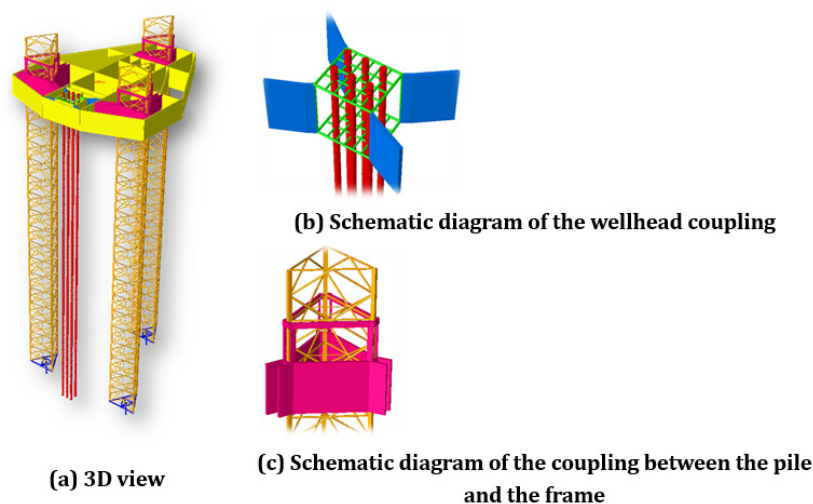 (b) Schematic diagram of the wellhead coupling
(a) 3D view
(c) Schematic diagram of the coupling between the pile
and the frame